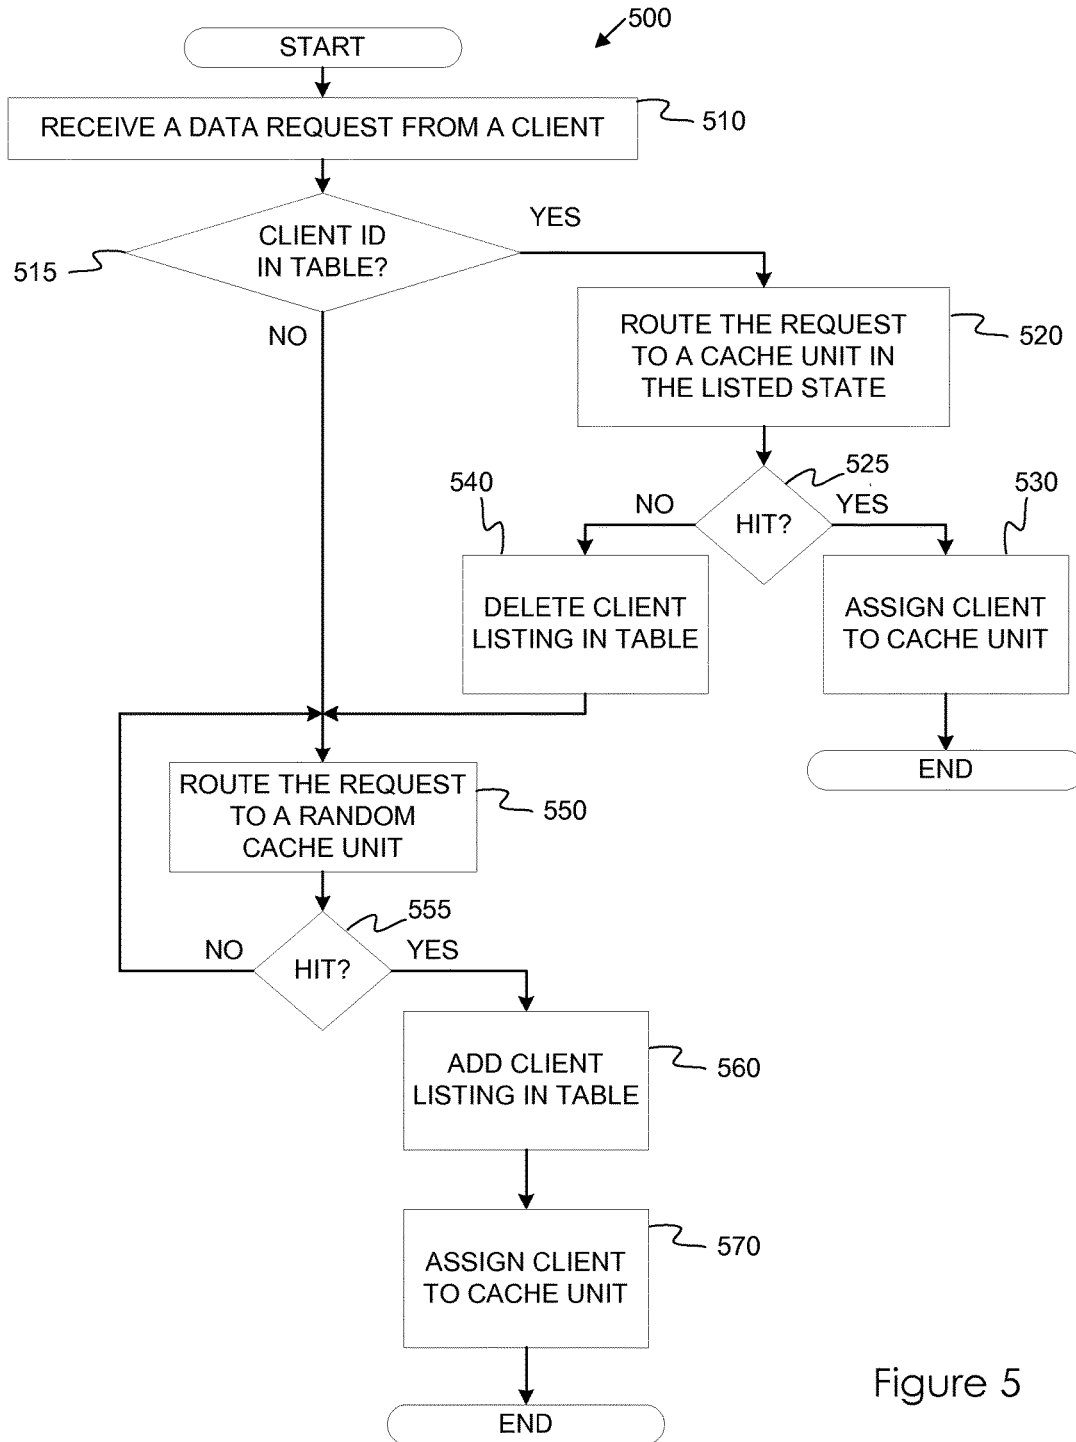 500
START
RECEIVE A DATA REQUEST FROM A CLIENT
510
CLIENT ID
IN TABLE?
515
YES
NO
ROUTE THE REQUEST
TO A CACHE UNIT IN
THE LISTED STATE
520
525
HIT?
NO
YES
540
530
DELETE CLIENT
LISTING IN TABLE
ASSIGN CLIENT
TO CACHE UNIT
END
ROUTE THE REQUEST
TO A RANDOM
CACHE UNIT
550
555
HIT?
NO
YES
ADD CLIENT
LISTING IN TABLE
560
ASSIGN CLIENT
TO CACHE UNIT
570
END
Figure 5